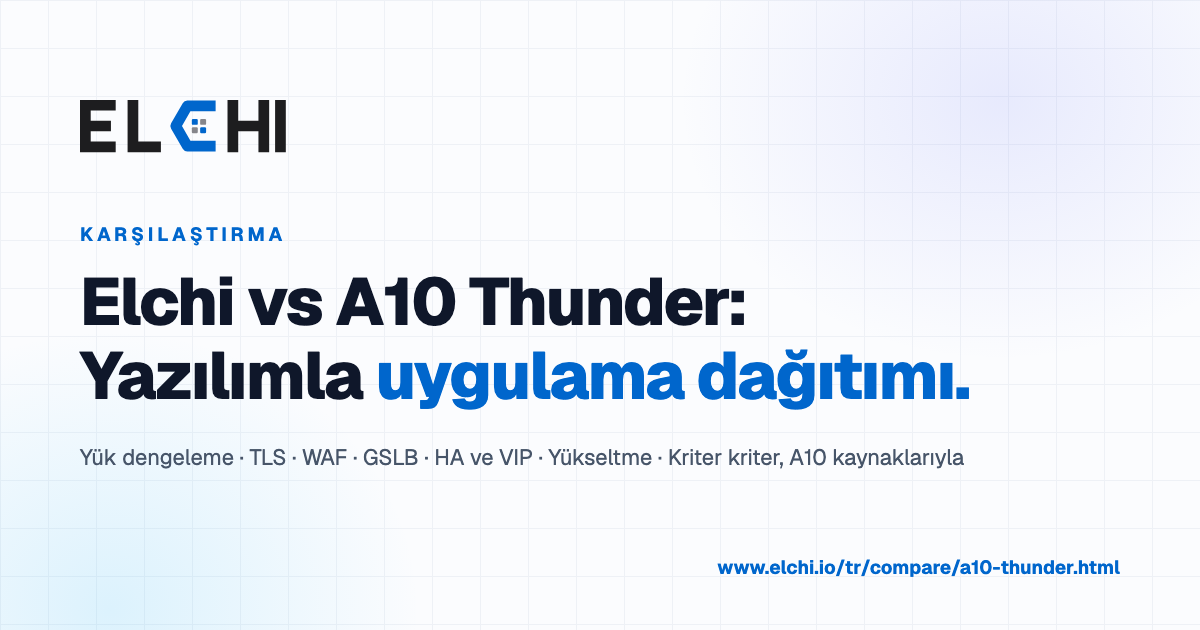 ELCHI
KARŞILAŞTIRMA
Elchi vs A10 Thunder:
Yazılımla uygulama dağıtımı.
Yük dengeleme · TLS · WAF · GSLB · HA ve VIP · Yükseltme · Kriter kriter, A10 kaynaklarıyla
www.elchi.io/tr/compare/a10-thunder.html